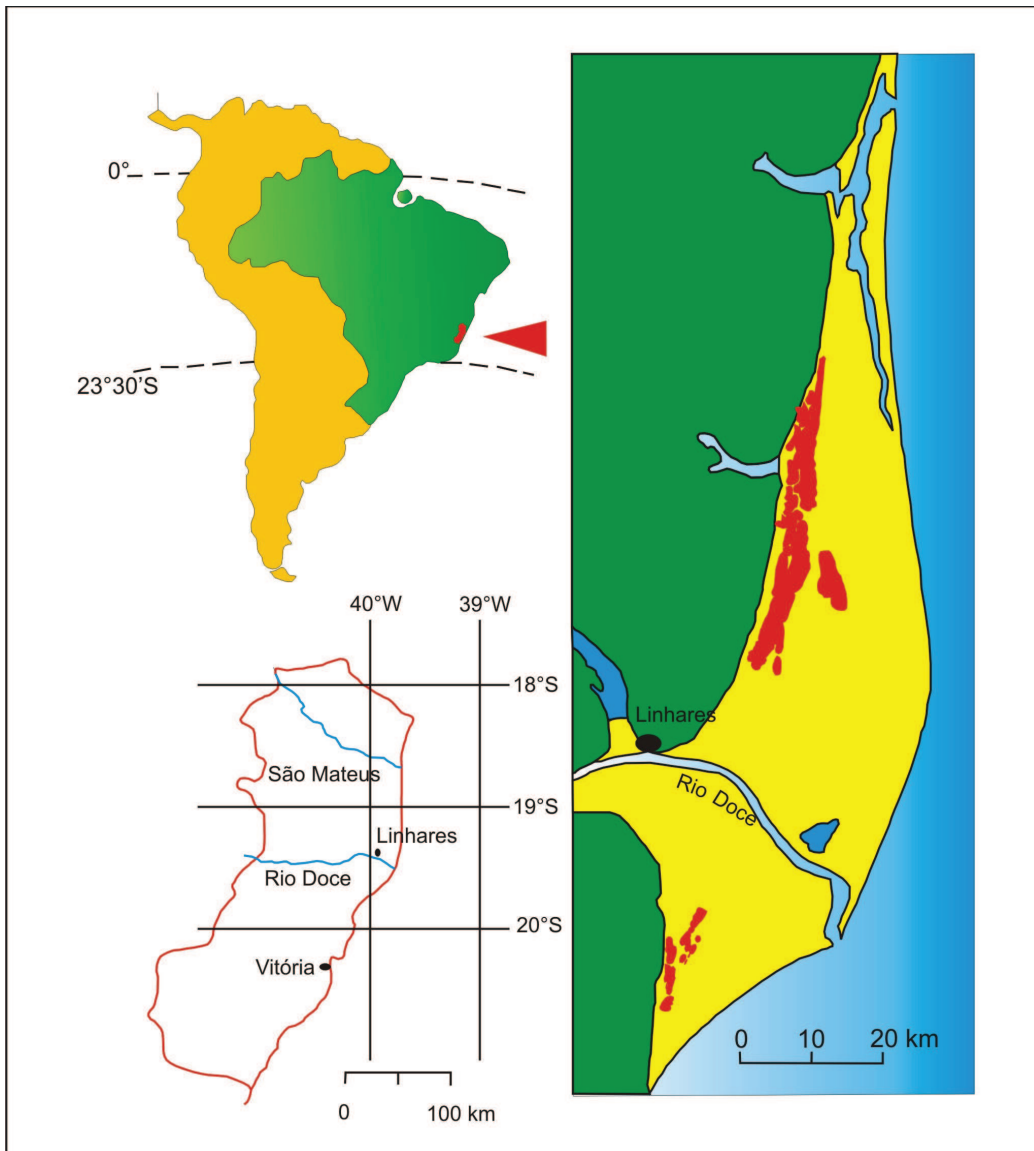 0°
23°30'S
40°W
39°W
18°S
São Mateus
19°S
Linhares
Rio Doce
20°S
Vitória
0
100 km
Linhares
Rio Doce
0
10
20 km